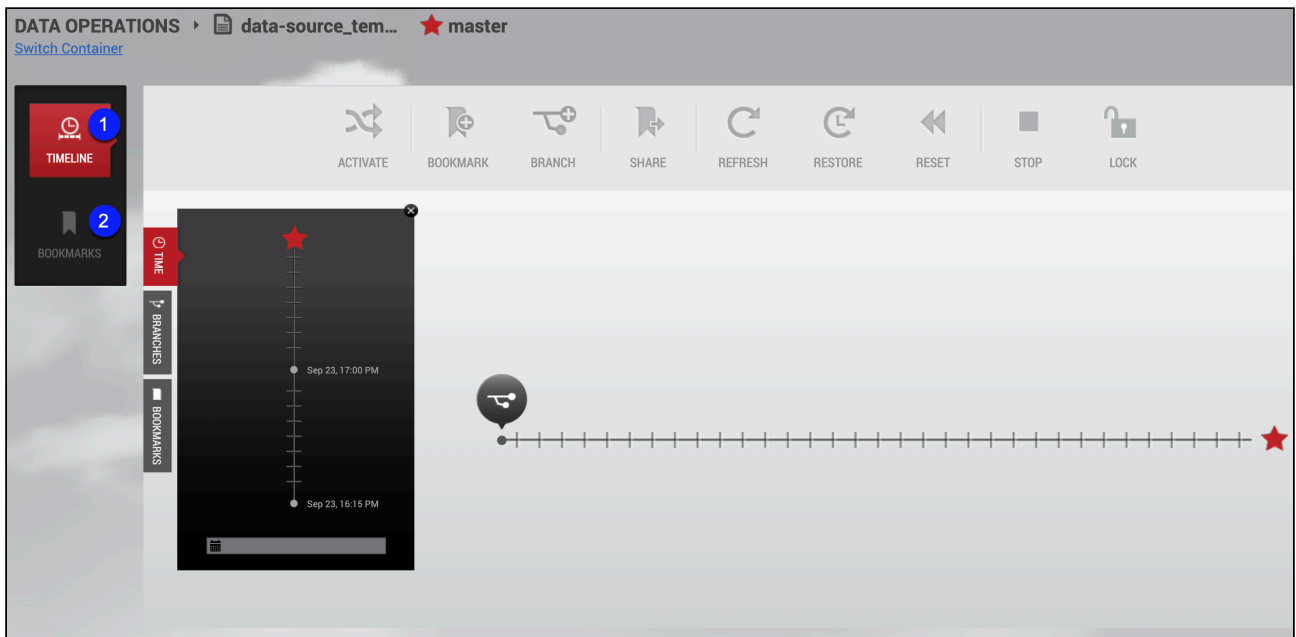 DATA OPERATIONS data-source_tem... master
Switch Container
1
TIMELINE
2
BOOKMARKS
ACTIVATE BOOKMARK BRANCH SHARE REFRESH RESTORE RESET STOP LOCK
TIME
BRANCHES
BOOKMARKS
Sep 23, 17:00 PM
Sep 23, 16:15 PM